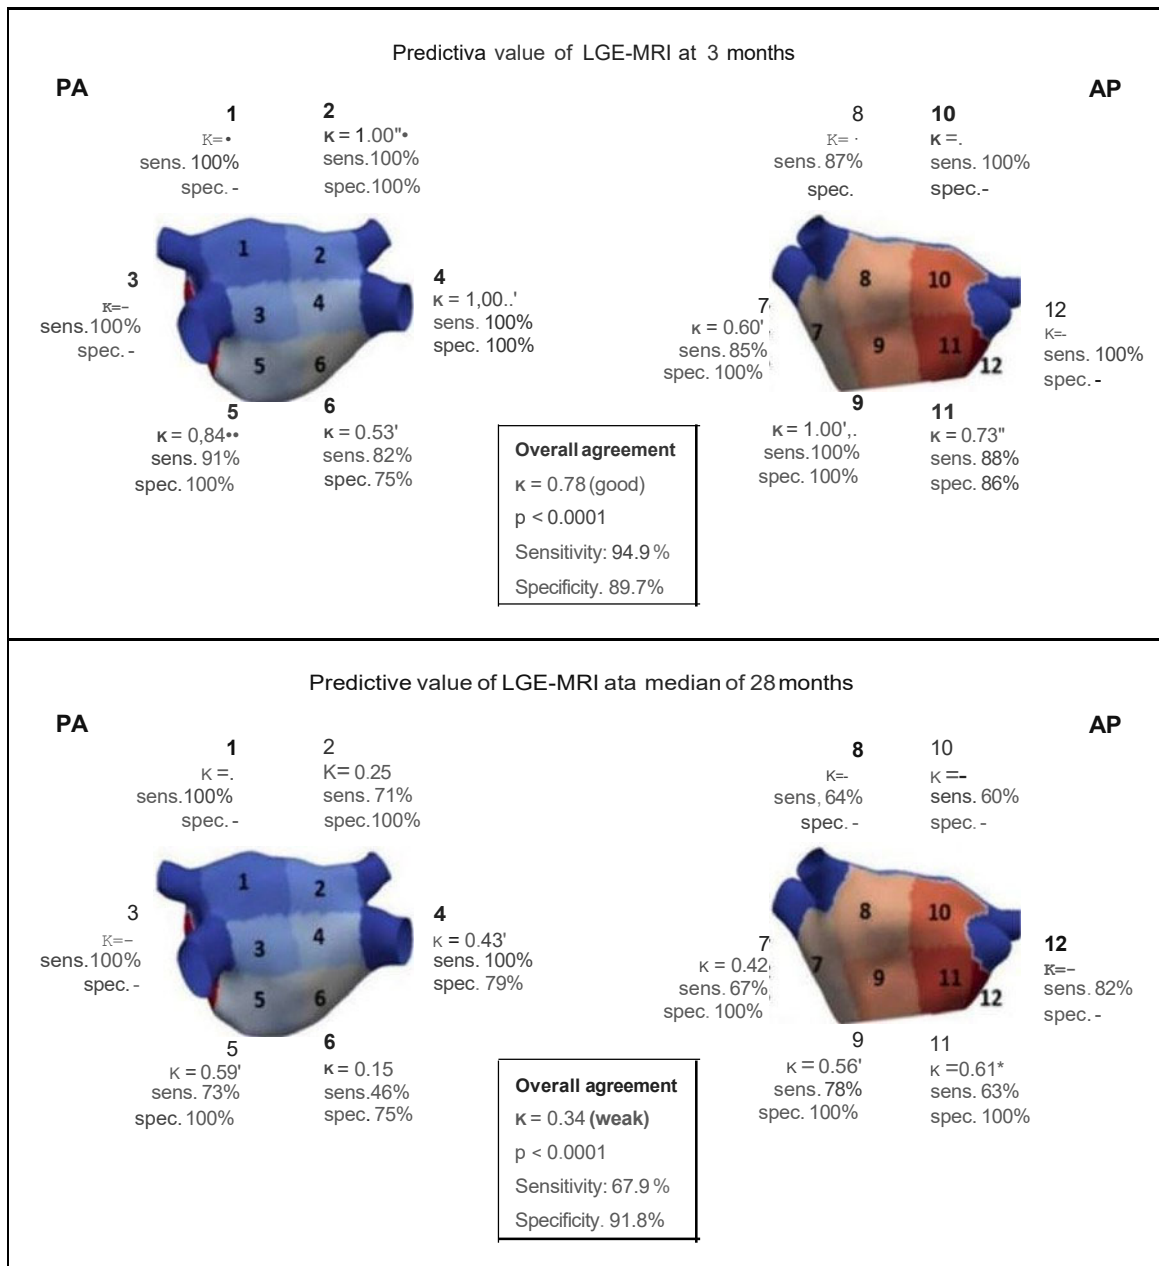 Predictiva value of LGE-MRI at 3 months
PA
AP
1
K=•
sens. 100%
spec. -
2
κ = 1.00"•
sens.100%
spec.100%
8
K= ·
sens. 87%
spec.
10
κ =.
sens. 100%
spec.-
3
K=-
sens.100%
spec. -
1
2
3
4
5
6
4
κ = 1,00..'
sens. 100%
spec. 100%
7
κ = 0.60'
sens. 85%
spec. 100%
8
10
7
9
11
12
12
K=-
sens. 100%
spec. -
5
κ = 0,84••
sens. 91%
spec. 100%
6
κ = 0.53'
sens. 82%
spec. 75%
9
κ = 1.00',.
sens.100%
spec. 100%
11
κ = 0.73"
sens. 88%
spec. 86%
Overall agreement
κ = 0.78 (good)
p < 0.0001
Sensitivity: 94.9 %
Specificity. 89.7%
Predictive value of LGE-MRI ata median of 28 months
PA
AP
1
K =.
sens.100%
spec. -
2
K= 0.25
sens. 71%
spec.100%
8
K=-
sens, 64%
spec. -
10
K =-
sens. 60%
spec. -
3
K=-
sens.100%
spec. -
1
2
3
4
5
6
4
κ = 0.43'
sens. 100%
spec. 79%
7
κ = 0.42
sens. 67%
spec. 100%
8
10
7
9
11
12
12
K=-
sens. 82%
spec. -
5
κ = 0.59'
sens. 73%
spec. 100%
6
κ = 0.15
sens.46%
spec. 75%
9
κ = 0.56'
sens. 78%
spec. 100%
11
κ =0.61*
sens. 63%
spec. 100%
Overall agreement
κ = 0.34 (weak)
p < 0.0001
Sensitivity: 67.9 %
Specificity. 91.8%